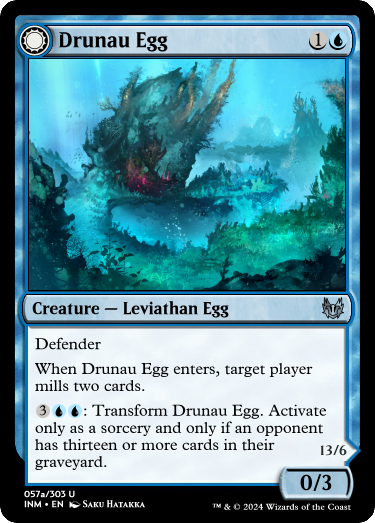 Drunau Egg 1
Creature — Leviathan Egg
Defender
When Drunau Egg enters, target player
mills two cards.
3: Transform Drunau Egg. Activate
only as a sorcery and only if an opponent
has thirteen or more cards in their
graveyard.
13/6
0/3
057a/303 U
INM • EN Saku Hatakka
™ & © 2024 Wizards of the Coast